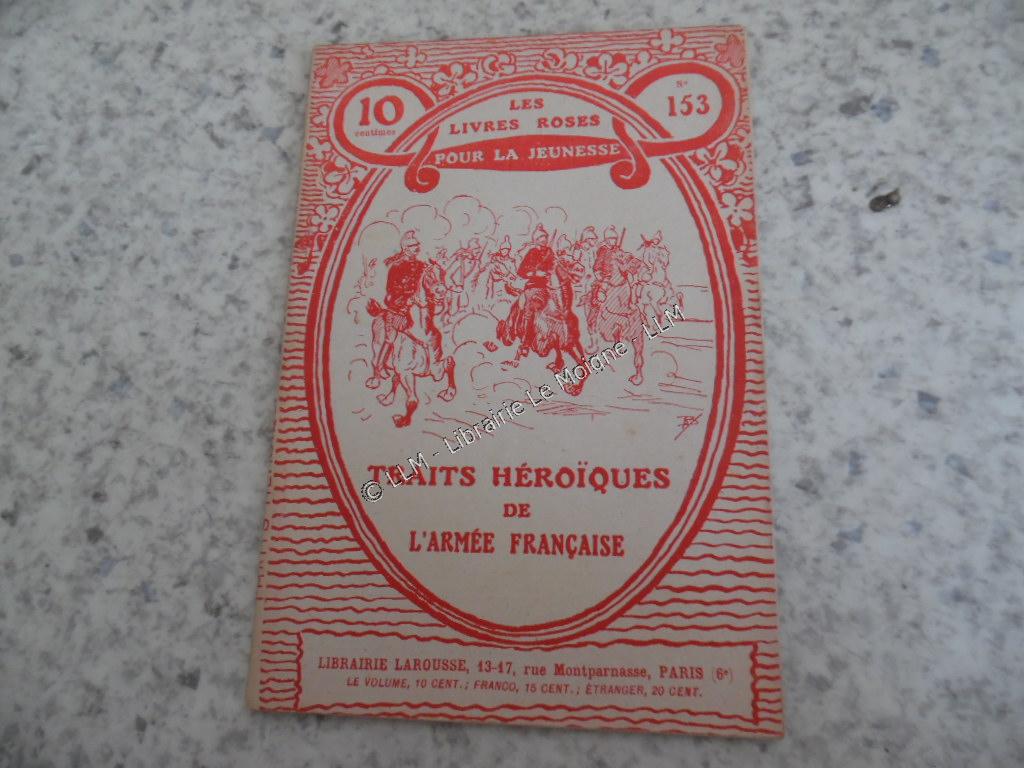 10
centimes
LES
LIVRES ROSES
POUR LA JEUNESSE
No
153
TRAITS HÉROÏQUES
DE
L'ARMÉE FRANÇAISE
LIBRAIRIE LAROUSSE, 13-17, rue Montparnasse, PARIS (6e)
LE VOLUME, 10 CENT.; FRANCO, 15 CENT.; ÉTRANGER, 20 CENT.
© LLM - Librairie Le Moigne - LLM